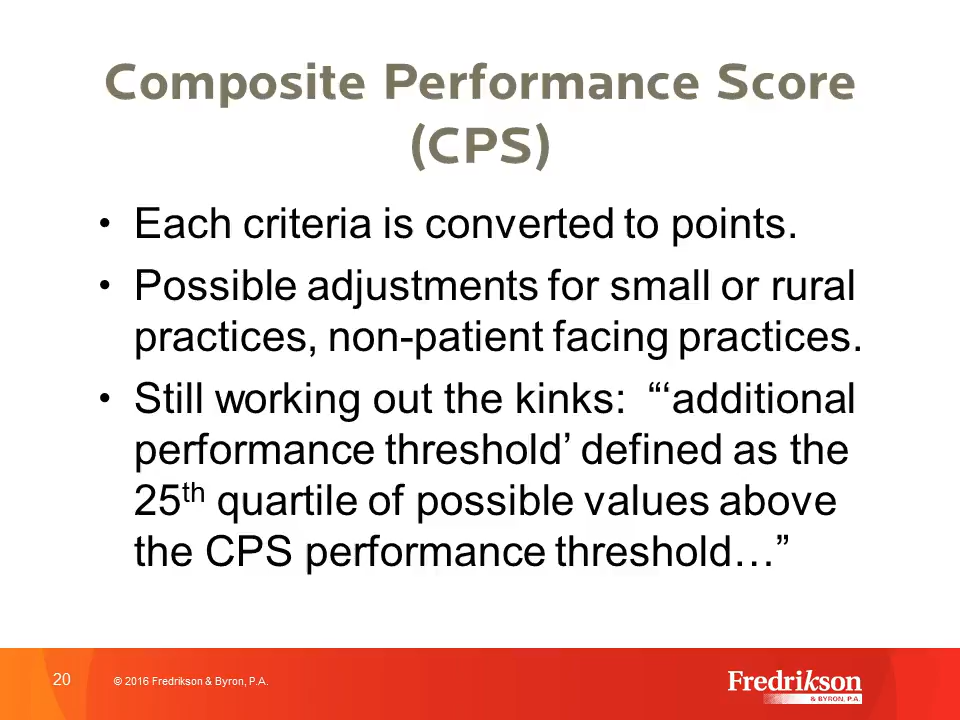 Composite Performance Score
(CPS)
• Each criteria is converted to points.
• Possible adjustments for small or rural
practices, non-patient facing practices.
• Still working out the kinks:  “‘additional
performance threshold’ defined as the
25th quartile of possible values above
the CPS performance threshold…”
20
© 2016 Fredrikson & Byron, P.A.
Fredrikson
& BYRON, P.A.